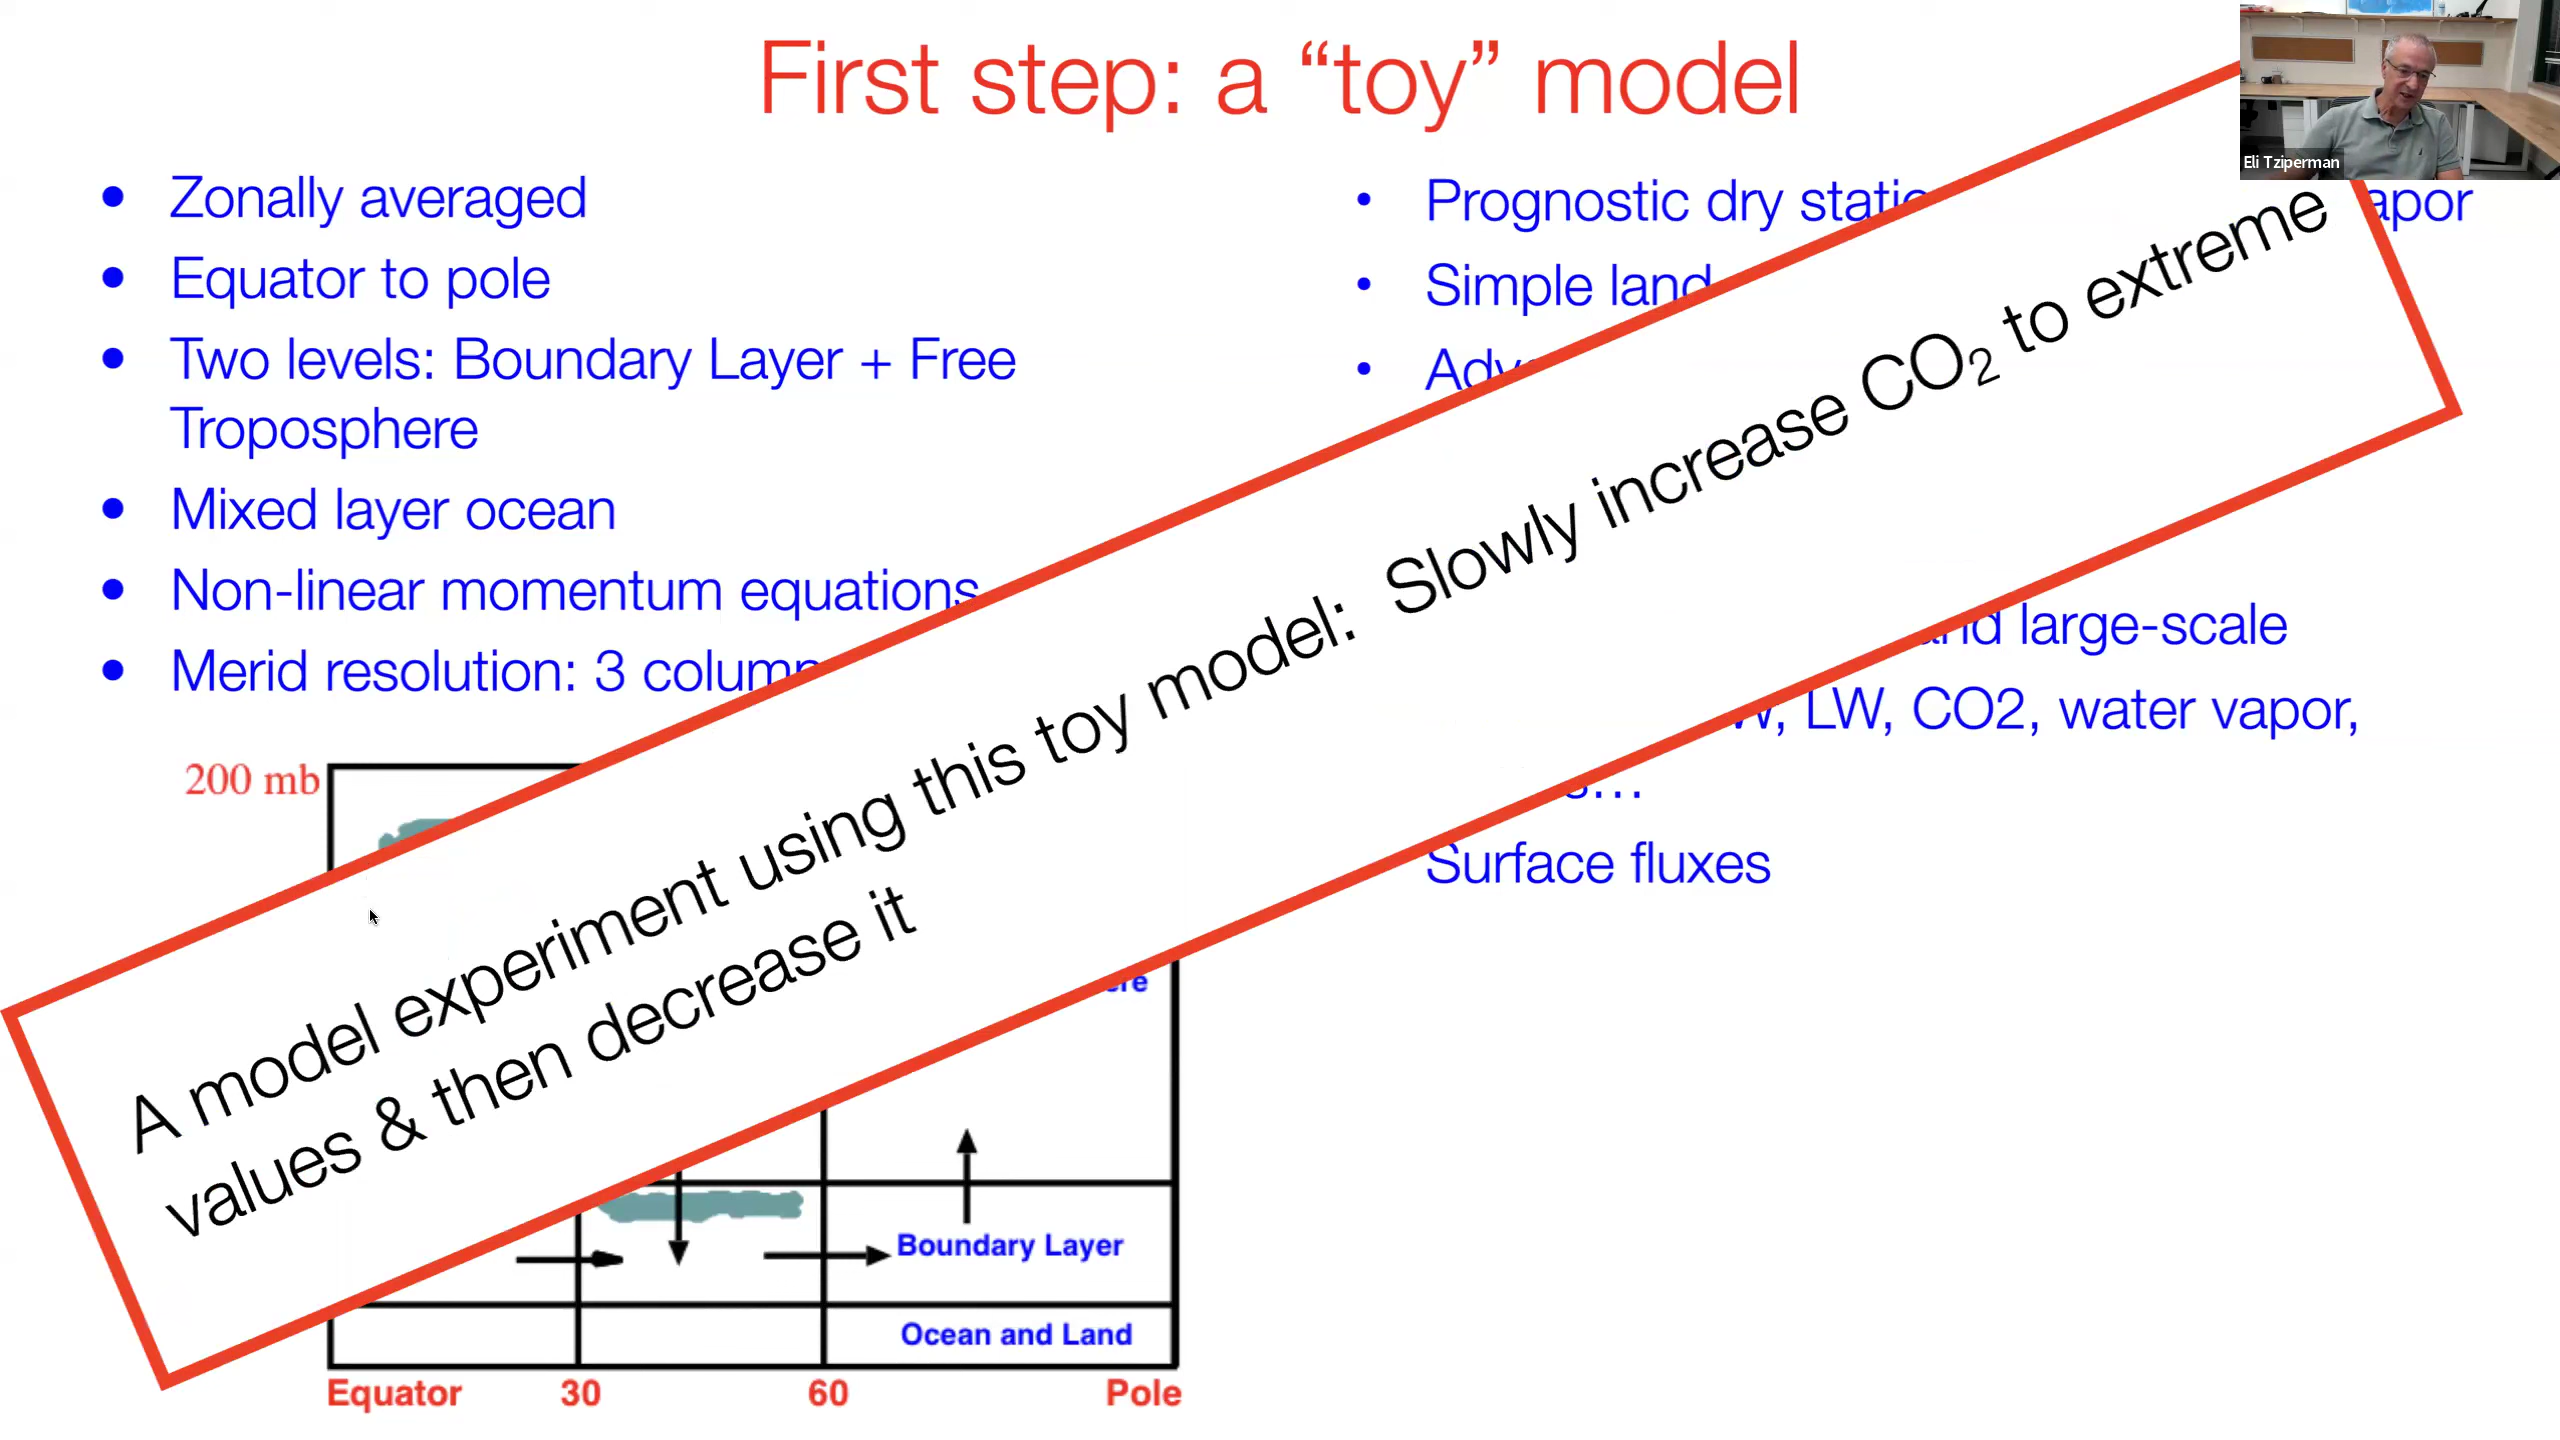 First step: a “toy” model
Eli Tziperman
• Zonally averaged
• Equator to pole
• Two levels: Boundary Layer + Free
Troposphere
• Mixed layer ocean
• Non-linear momentum equations
• Merid resolution: 3
• Prognostic dry
• Simple land
•
large-scale
LW, CO2, water vapor,
Surface fluxes
A model experiment using this toy model: Slowly increase CO₂ to extreme
values & then decrease it
200 mb
Boundary Layer
Ocean and Land
Equator 30 60 Pole